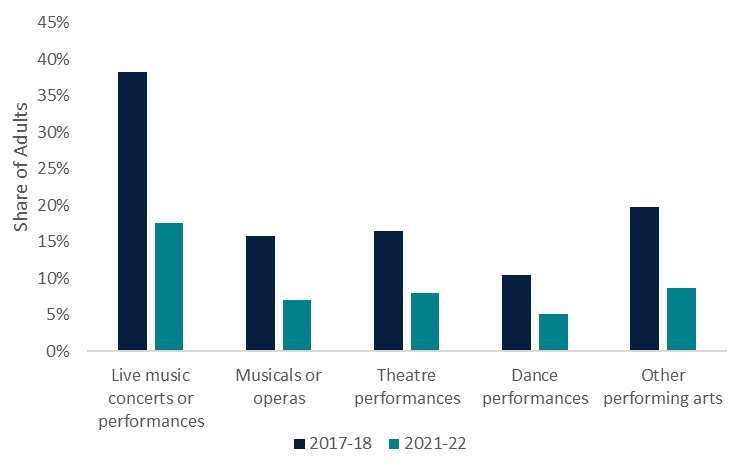 45%
40%
35%
30%
25%
20%
15%
10%
5%
0%
Share of Adults
Live music
concerts or
performances
Musicals or
operas
Theatre
performances
Dance
performances
Other
performing arts
2017-18 2021-22